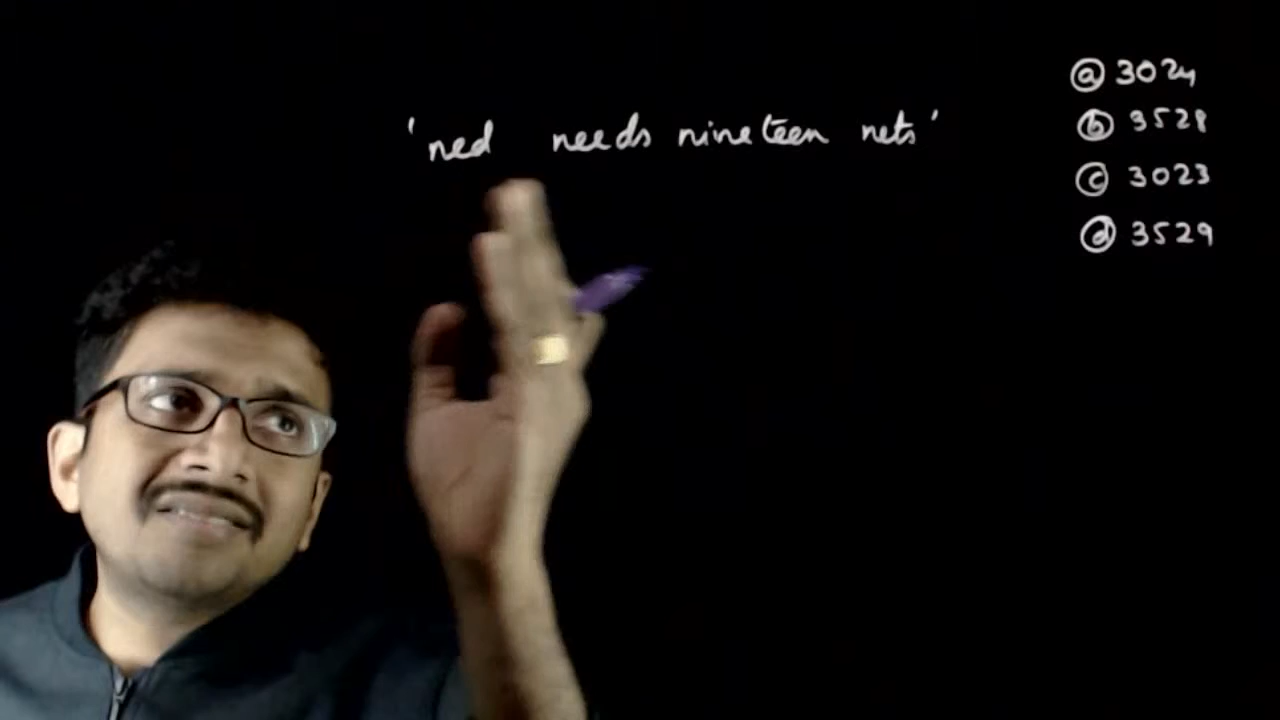 'ned needs nineteen nets'
ⓐ 3024
ⓑ 3528
ⓒ 3023
ⓓ 3529